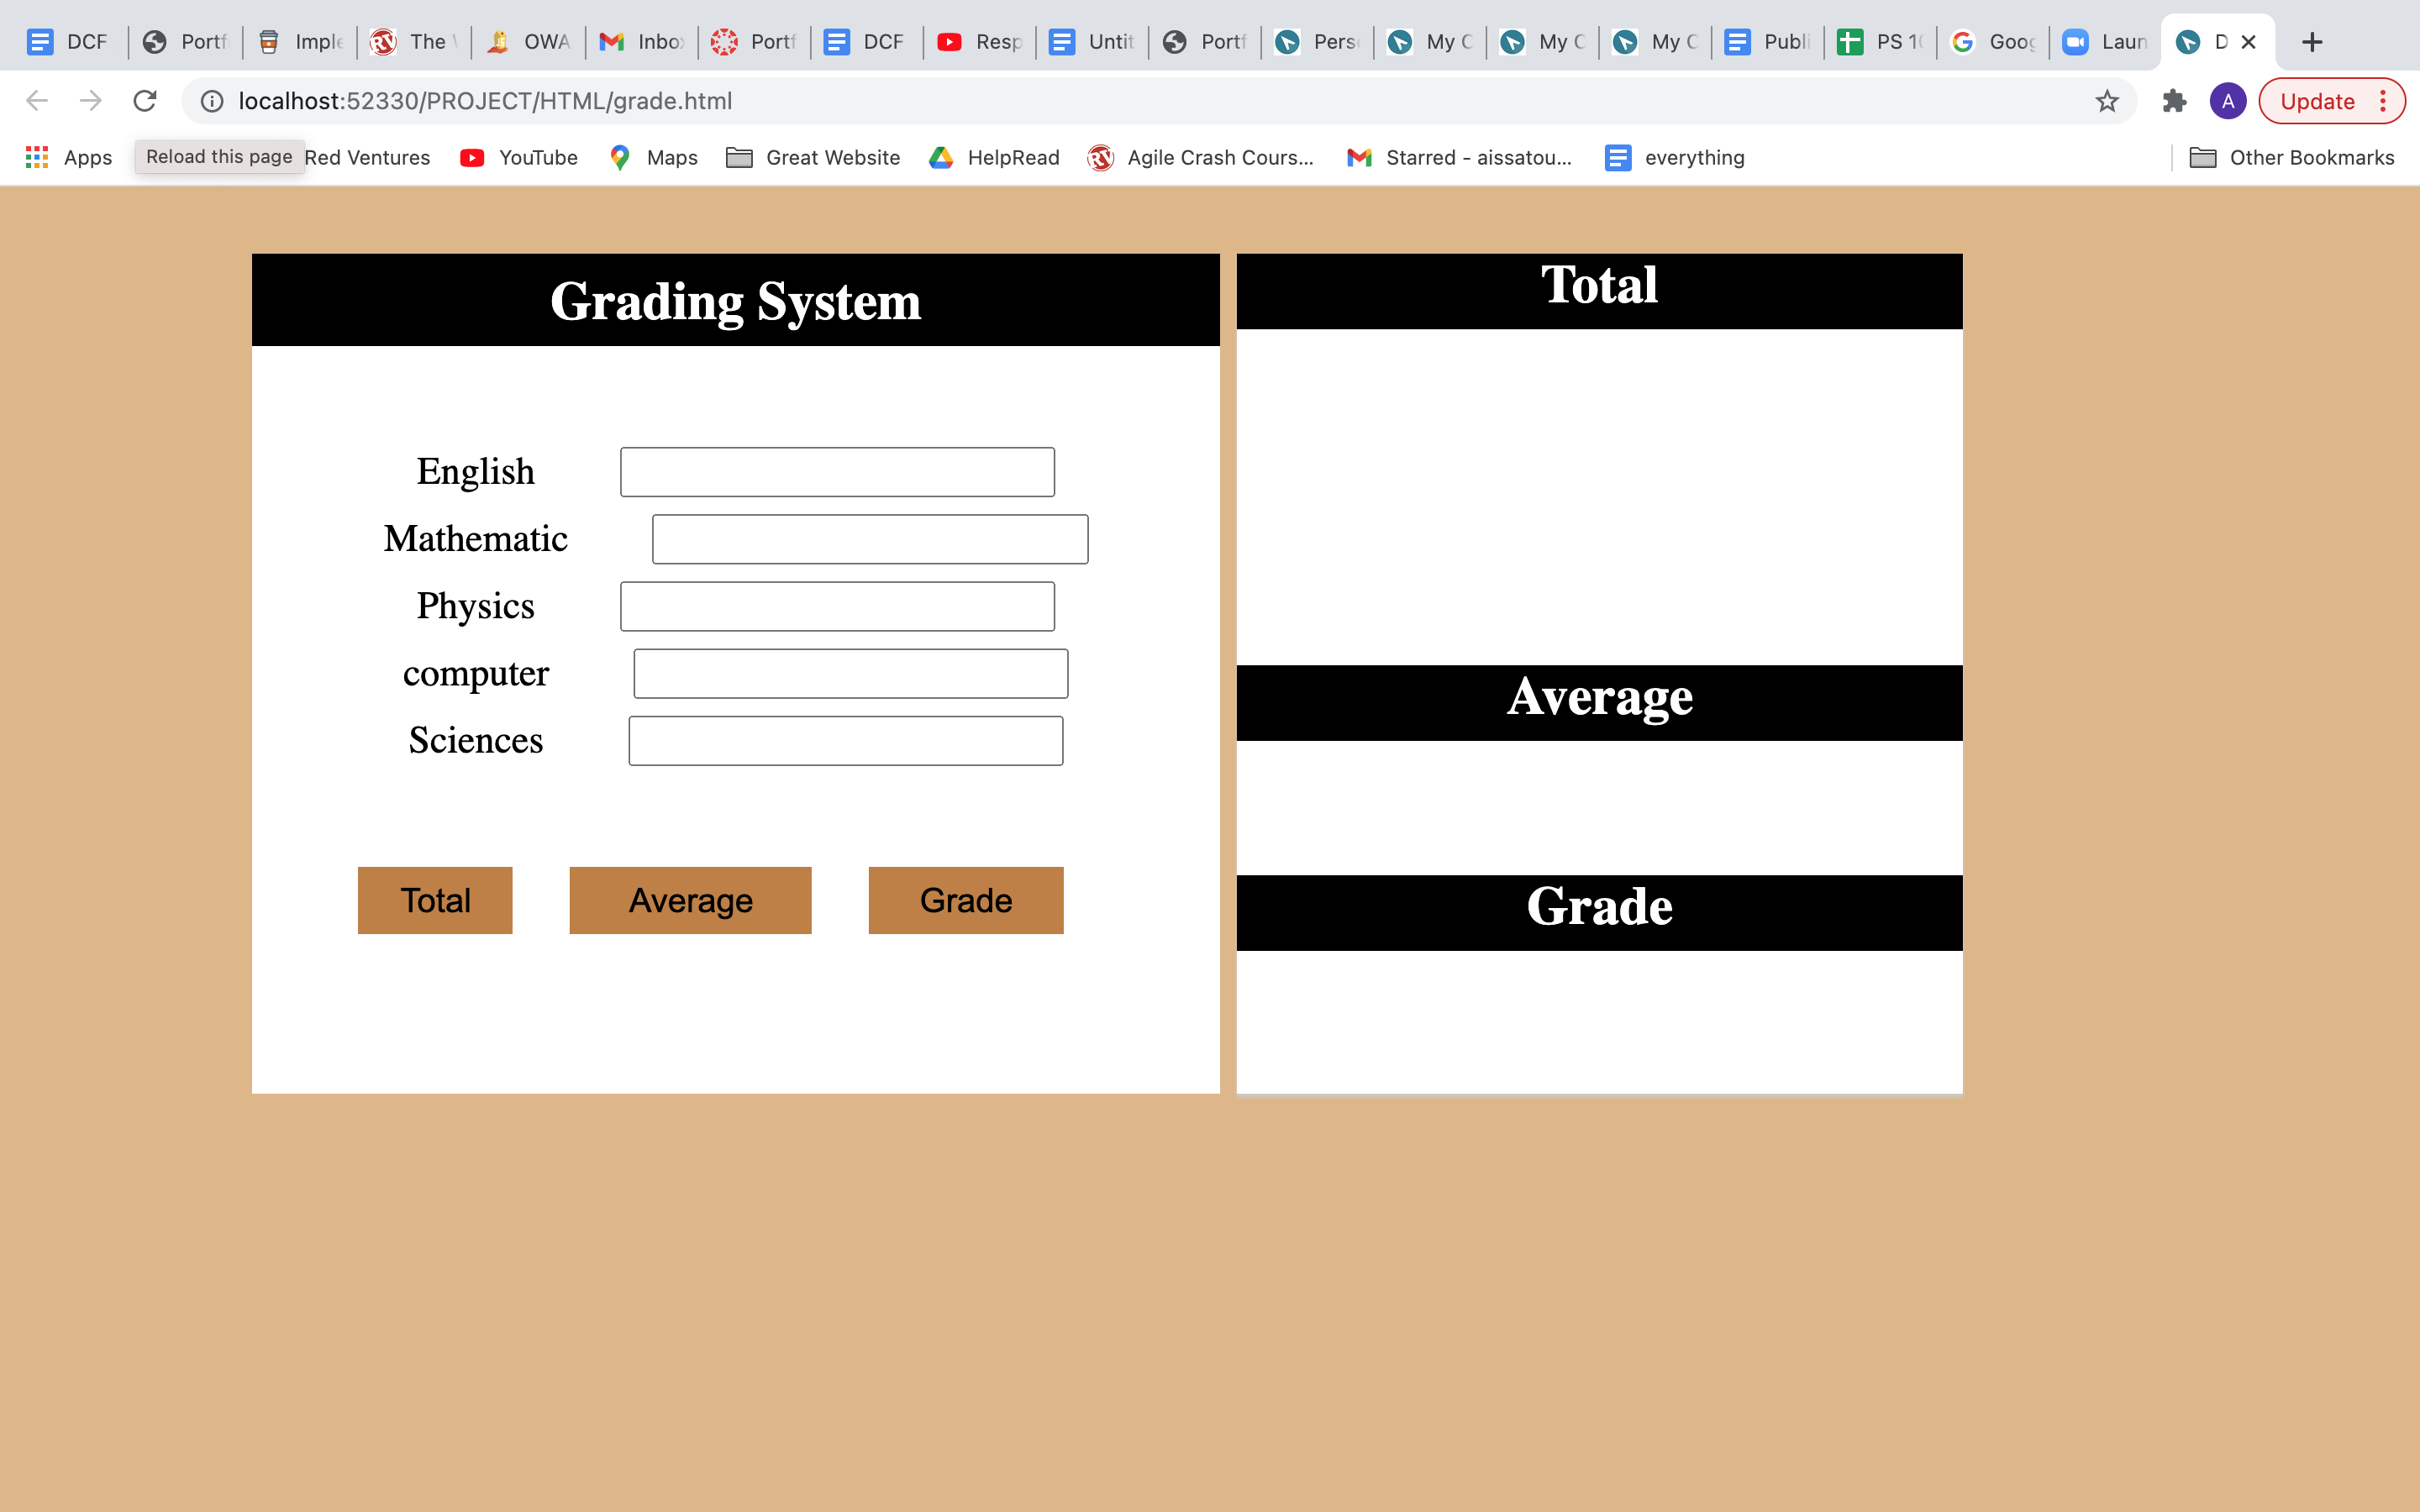 DCF Portf Imple The OWA Inbo Portf DCF Resp Untit Portf Pers My C My C My C Publi PS 10 Goog Laun D
localhost:52330/PROJECT/HTML/grade.html A Update
Apps Reload this page Red Ventures YouTube Maps Great Website HelpRead Agile Crash Cours... Starred - aissatou... everything Other Bookmarks
Grading System
English
Mathematic
Physics
computer
Sciences
Total Average Grade
Total
Average
Grade